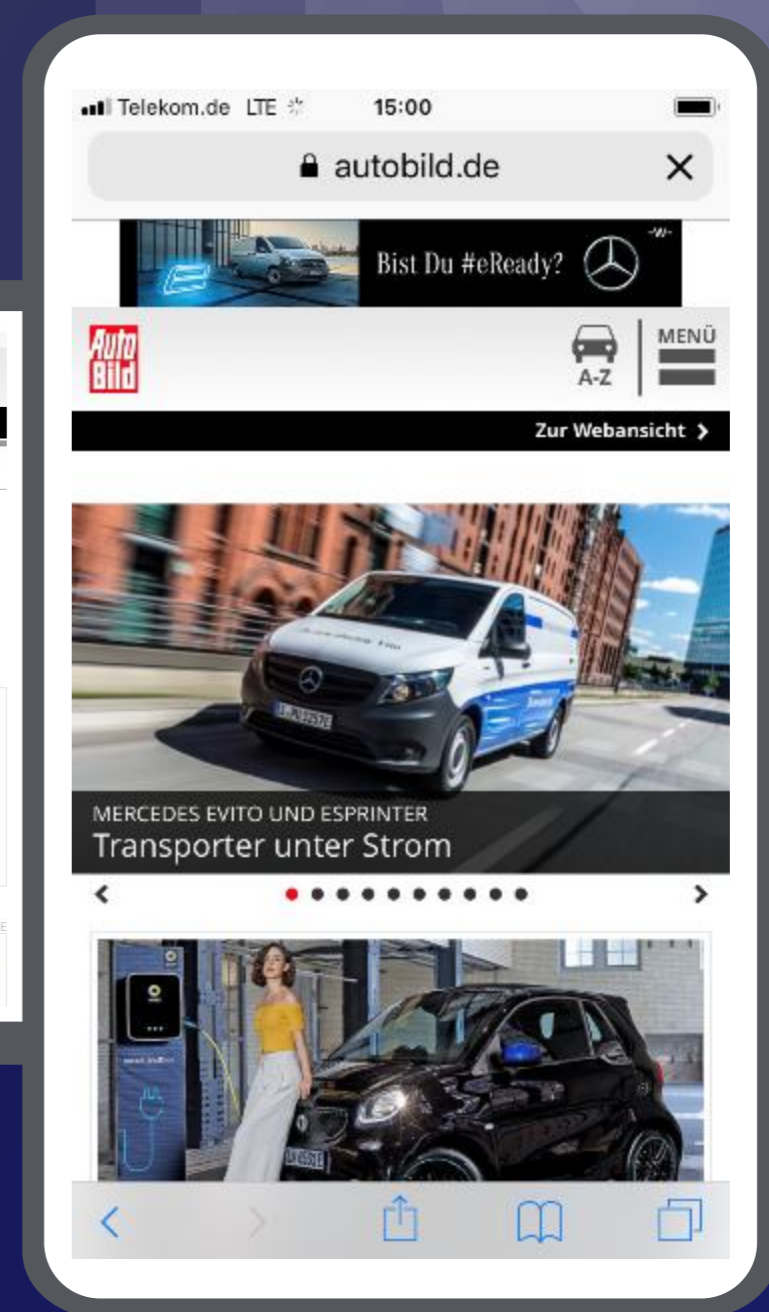 Telekom.de LTE 15:00
autobild.de
Bist Du #eReady?
-W-
Auto
Bild
A-Z
MENÜ
Zur Webansicht
MERCEDES EVITO UND ESPRINTER
Transporter unter Strom
E